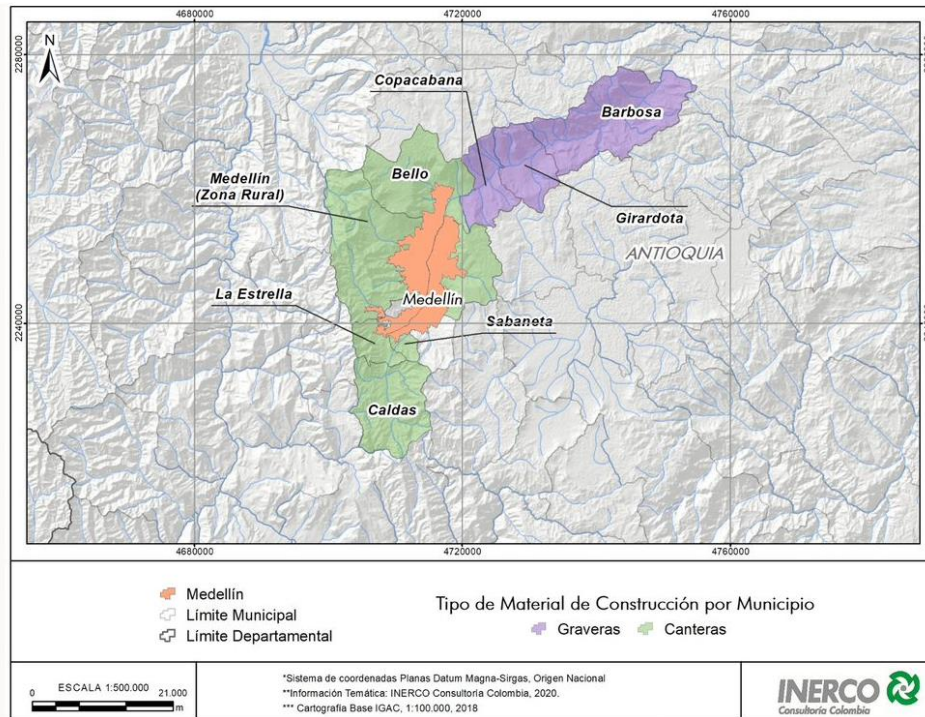 4680000 4720000 4760000
2280000
N
Copacabana
Barbosa
Medellín
(Zona Rural)
Bello
Girardota
ANTIOQUIA
La Estrella
Medellín
Sabaneta
2240000
Caldas
4680000 4720000 4760000
Medellín
Límite Municipal
Límite Departamental
Tipo de Material de Construcción por Municipio
Graveras Canteras
ESCALA 1:500.000
0 21.000
m
*Sistema de coordenadas Planas Datum Magna-Sirgas, Origen Nacional
**Información Temática: INERCO Consultoría Colombia, 2020.
*** Cartografía Base IGAC, 1:100.000, 2018
INERCO
Consultoría Colombia